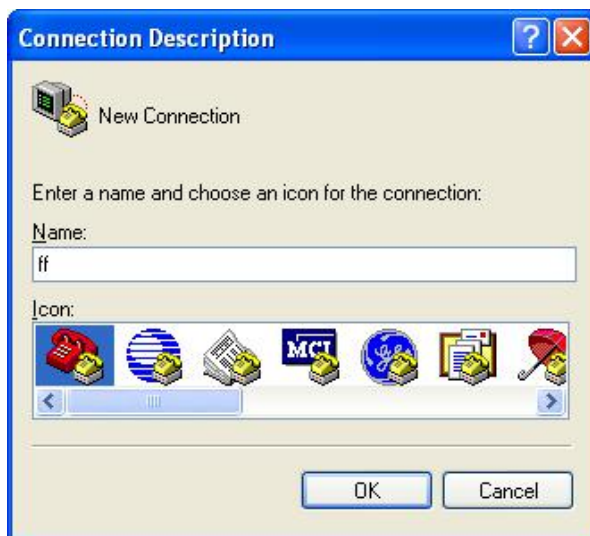 Connection Description
New Connection
Enter a name and choose an icon for the connection:
Name:
ff
Icon:
MCI
OK Cancel